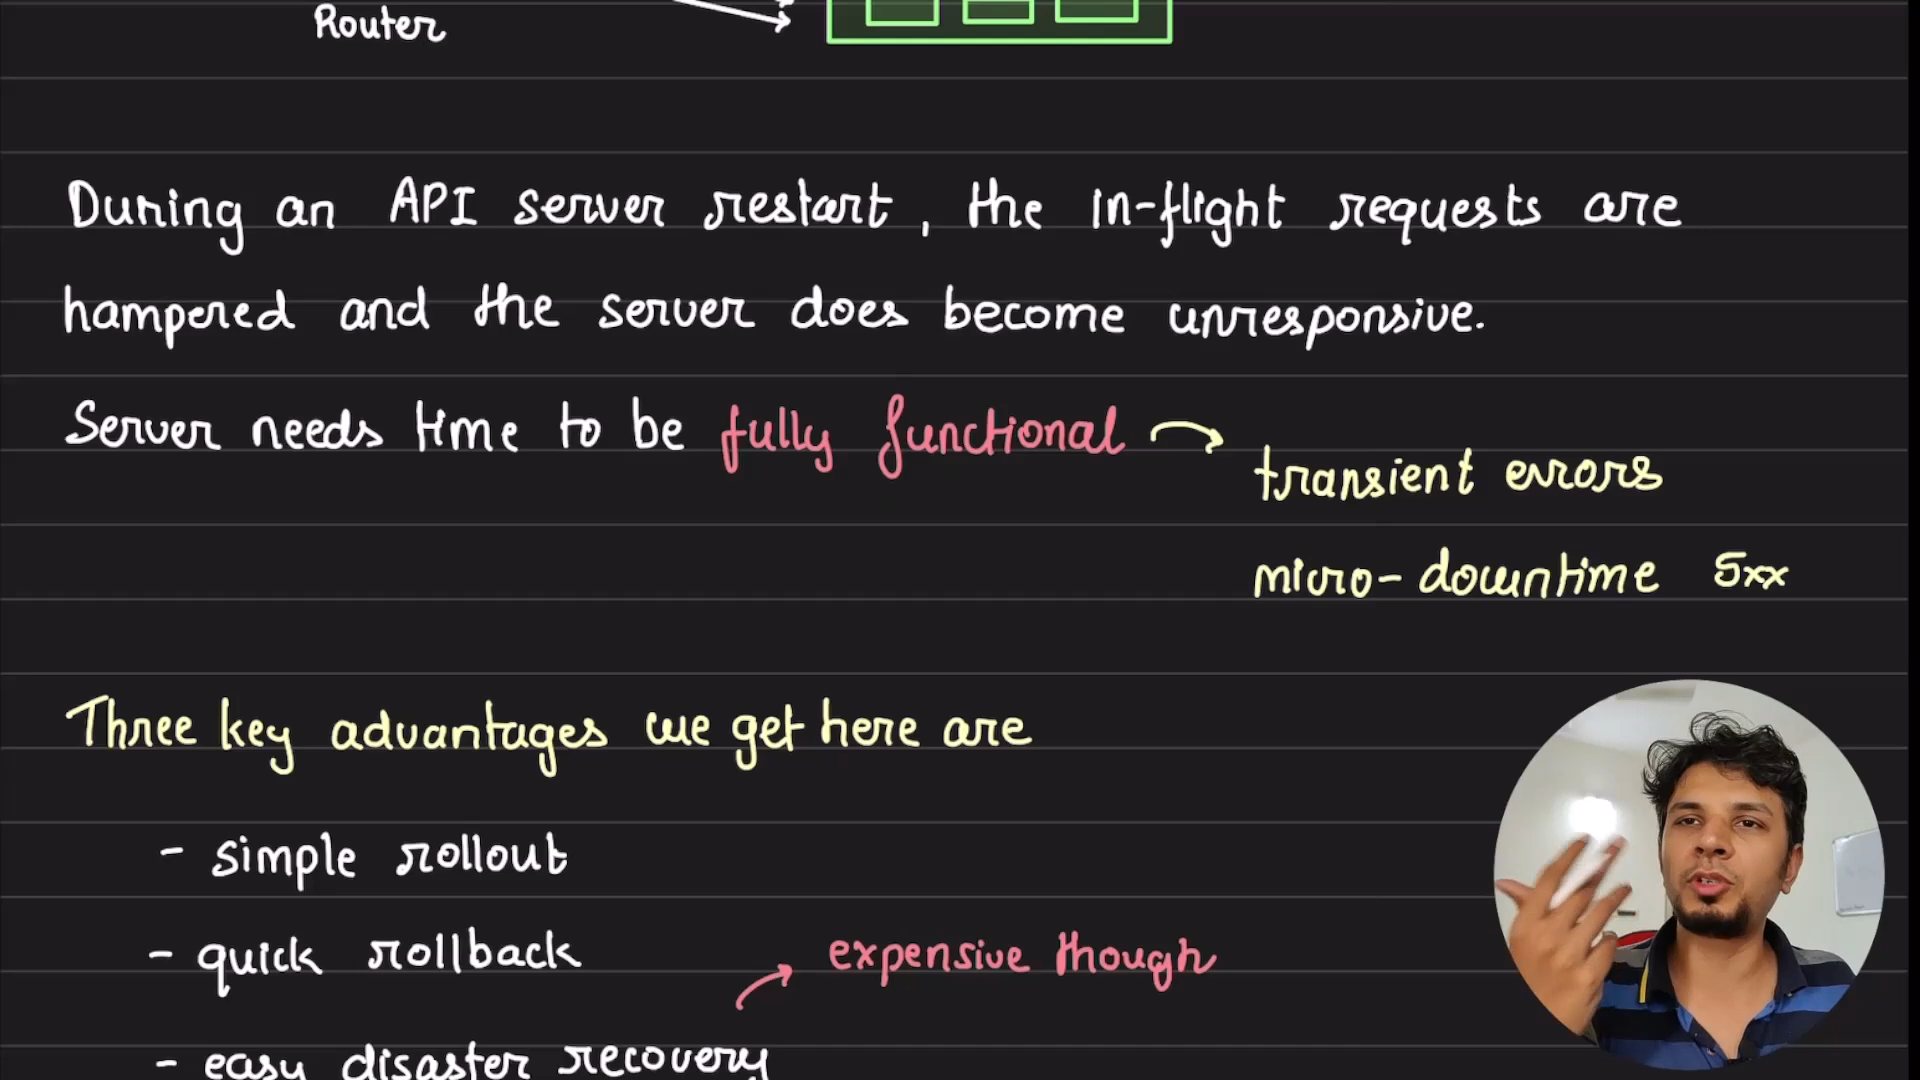 Router
During an API server restart, the in-flight requests are
hampered and the server does become unresponsive.
Server needs time to be fully functional
transient errors
micro-downtime 5xx
Three key advantages we get here are
- simple rollout
- quick rollback
expensive though
- easy disaster recovery